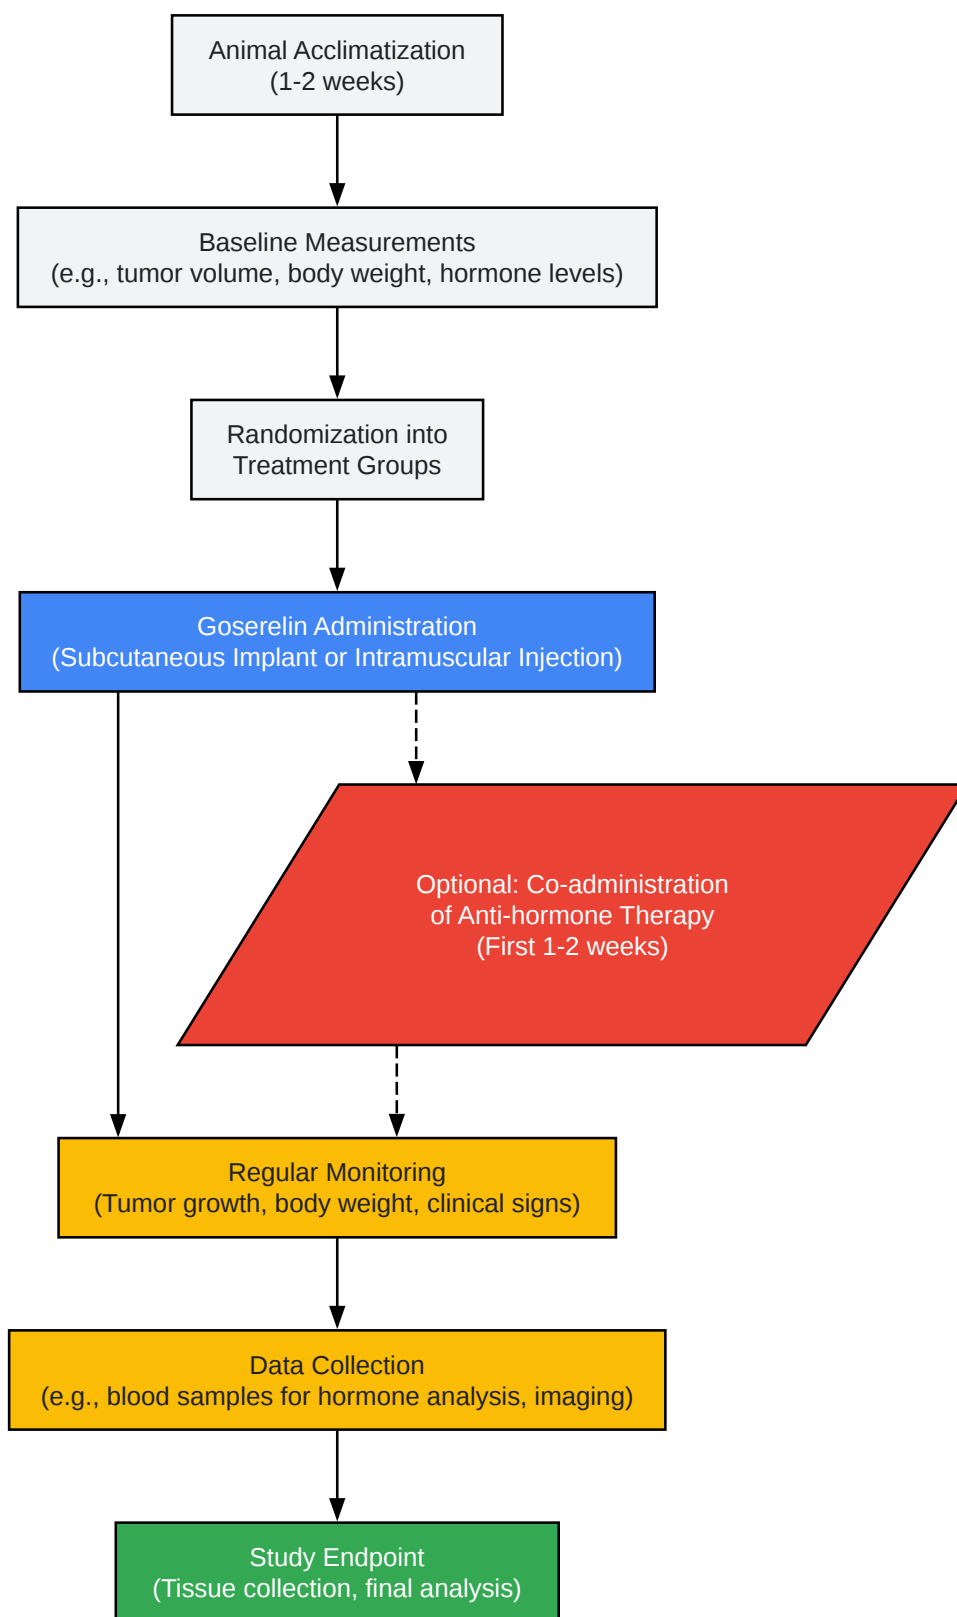 Animal Acclimatization
(1-2 weeks)
Baseline Measurements
(e.g., tumor volume, body weight, hormone levels)
Randomization into
Treatment Groups
Goserelin Administration
(Subcutaneous Implant or Intramuscular Injection)
Optional: Co-administration
of Anti-hormone Therapy
(First 1-2 weeks)
Regular Monitoring
(Tumor growth, body weight, clinical signs)
Data Collection
(e.g., blood samples for hormone analysis, imaging)
Study Endpoint
(Tissue collection, final analysis)